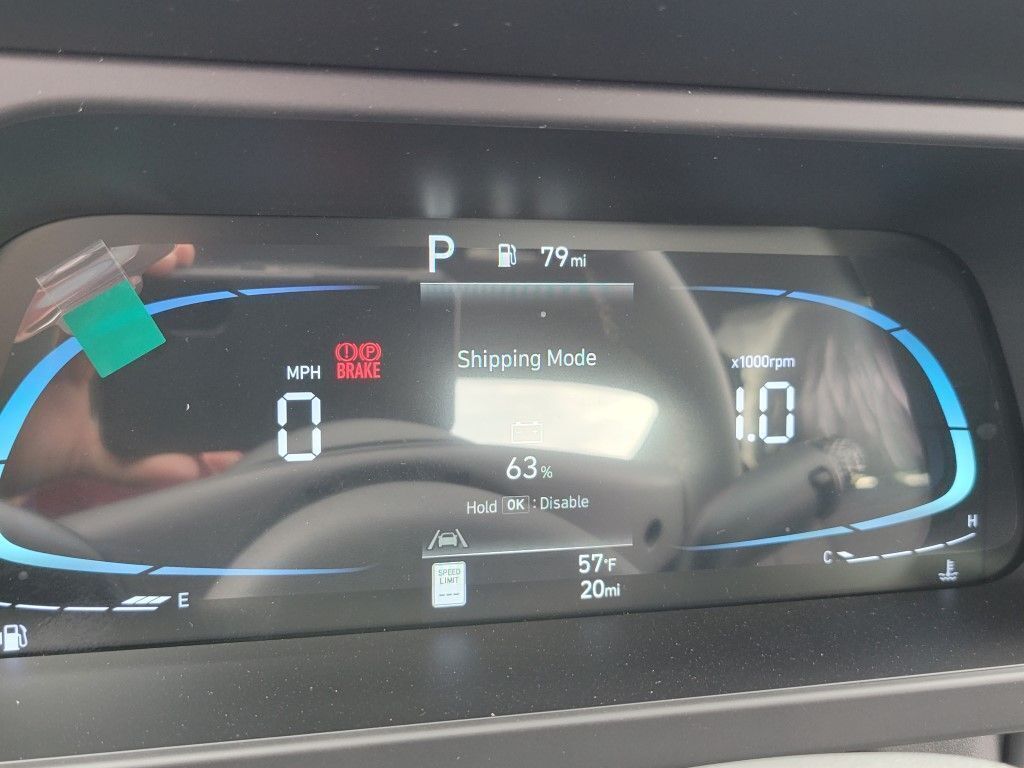 P 79mi
MPH
BRAKE
0
Shipping Mode
63%
Hold OK : Disable
x1000rpm
1.0
SPEED
LIMIT
---
57°F
20mi
E
C H